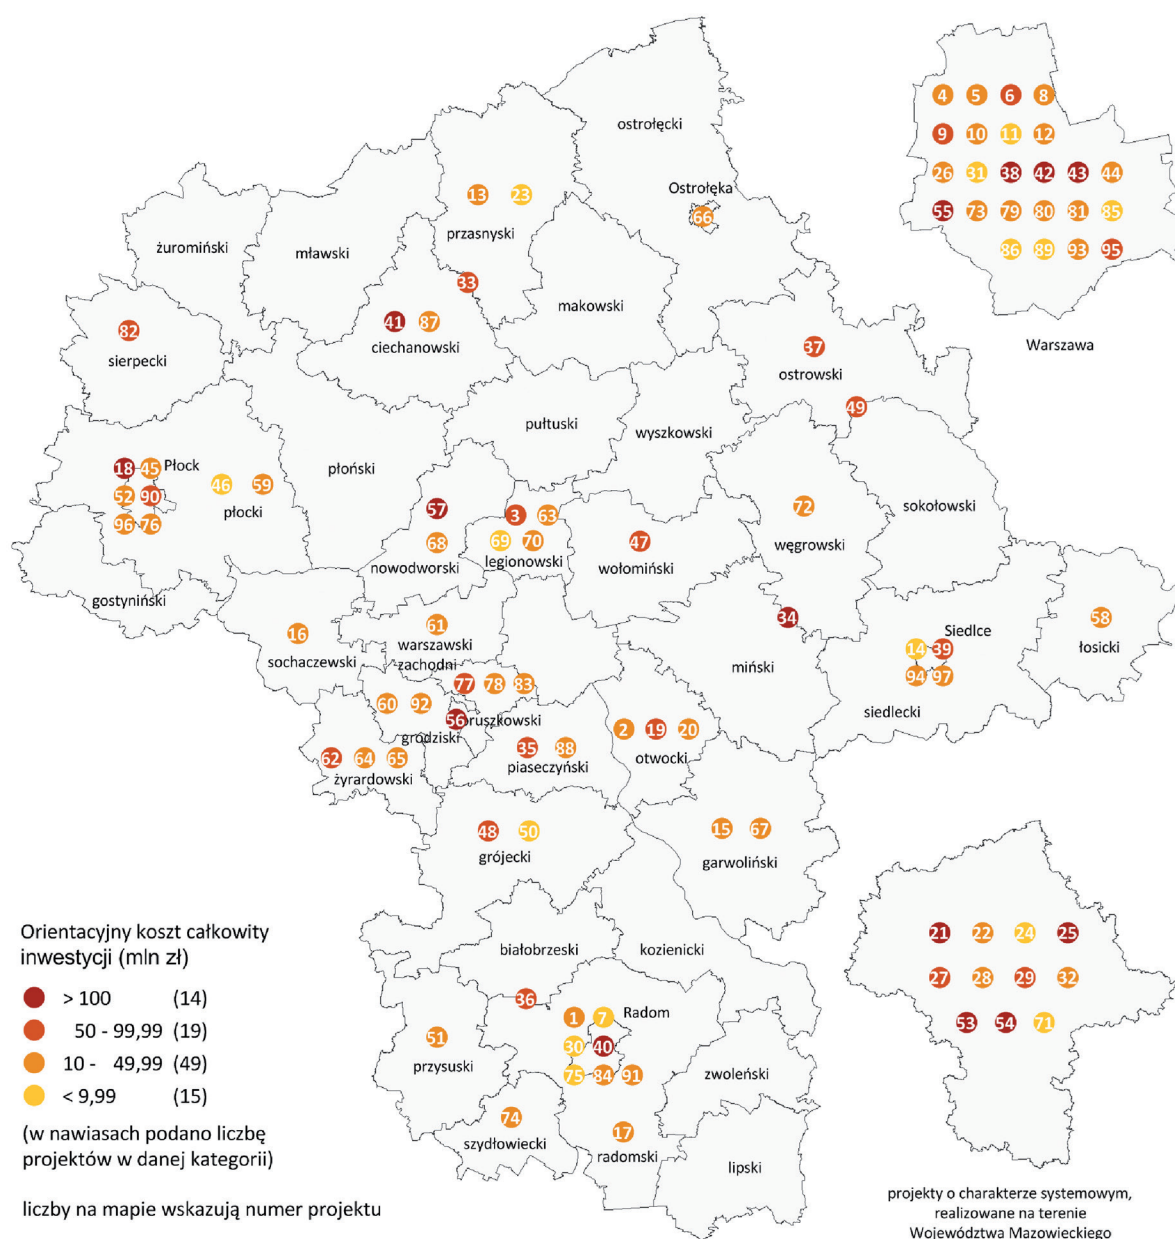 ostrołęcki
4 5 6 8
9 10 11 12
26 31 38 42 43 44
55 73 79 80 81 85
86 89 93 95
Warszawa
Ostrołęka
66
13 23
przasnyski
żuromiński
mławski
33
makowski
41 87
ciechanowski
82
sierpecki
37
ostrowski
49
pułtuski
wyszkowski
18 45 Płock
52 90
96 76
46 59
płocki
płoński
sokołowski
57
68
nowodworski
3 63
69 70
legionowski
47
wołomiński
72
węgrowski
gostyniński
16
sochaczewski
61
warszawski
zachodni
34
miński
Siedlce
14 39
94 97
siedlecki
58
łosicki
77 78 83
pruszkowski
60 92
56
grodziski
62 64 65
żyrardowski
35 88
piaseczyński
2 19 20
otwocki
48 50
grójecki
15 67
garwoliński
białobrzeski
kozienicki
36
Radom
1 7
30 40
75 84 91
51
przysuski
zwoleński
74
szydłowiecki
17
radomski
lipski
21 22 24 25
27 28 29 32
53 54 71
projekty o charakterze systemowym,
realizowane na terenie
Województwa Mazowieckiego
Orientacyjny koszt całkowity
inwestycji (mln zł)
> 100 (14)
50 - 99,99 (19)
10 - 49,99 (49)
< 9,99 (15)
(w nawiasach podano liczbę
projektów w danej kategorii)
liczby na mapie wskazują numer projektu